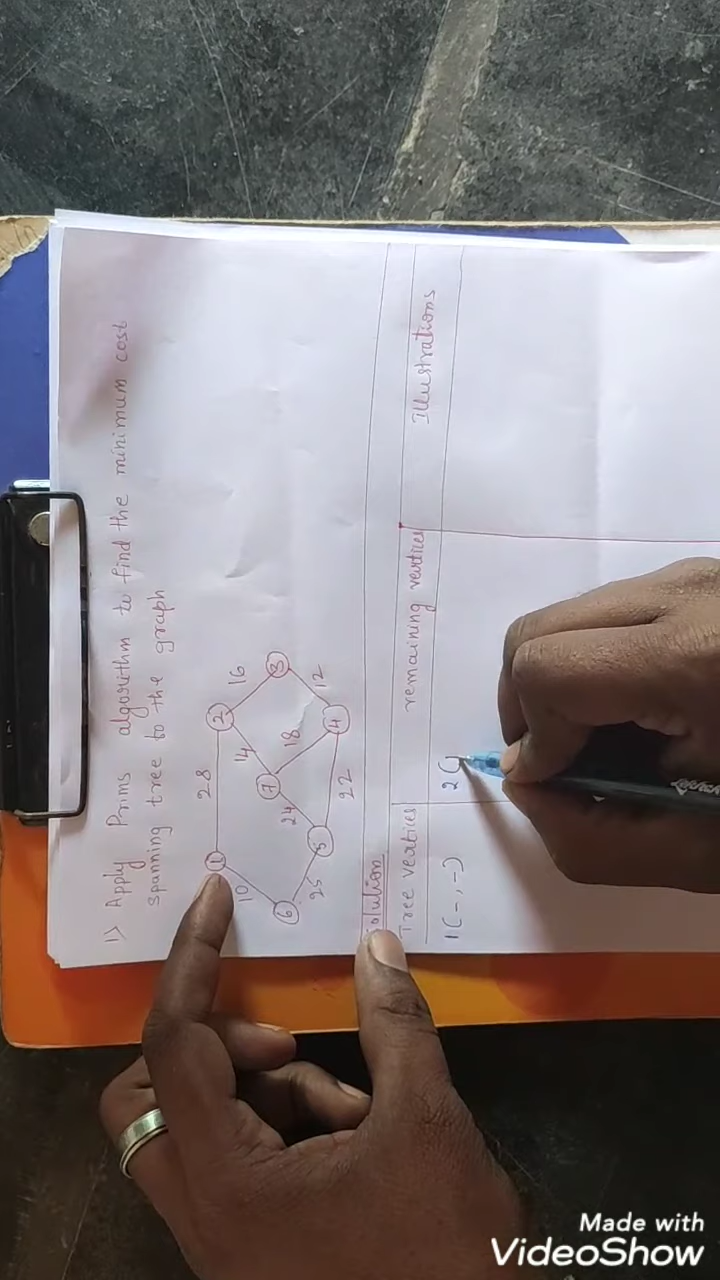 1> Apply Prims algorithm to find the minimum cost
spanning tree to the graph
28
1
2
10
14
16
6
7
3
25
24
18
12
5
4
22
Solution
Tree vertices
remaining vertices
Illustrations
1(-,-)
2(1
Made with
VideoShow